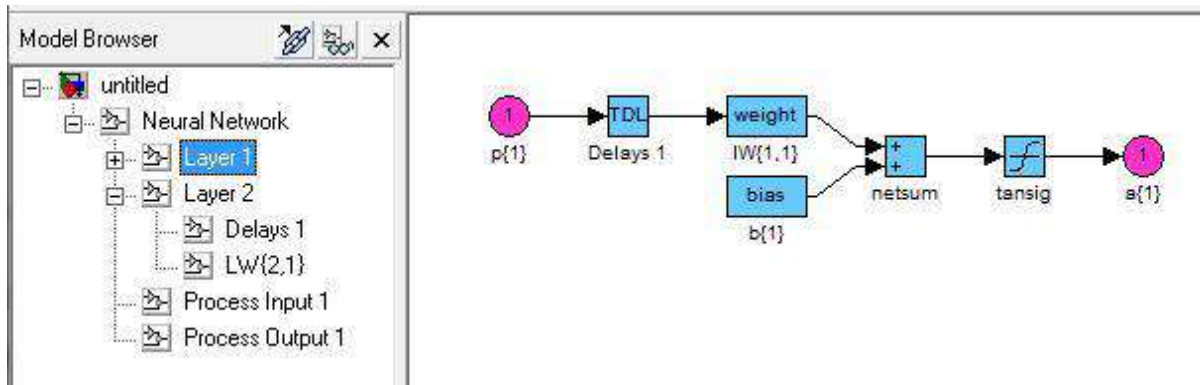 Model Browser
untitled
Neural Network
Layer 1
Layer 2
Delays 1
LW{2,1}
Process Input 1
Process Output 1
1
p{1}
TDL
Delays 1
weight
IW{1,1}
bias
b{1}
+
+
netsum
tansig
1
a{1}